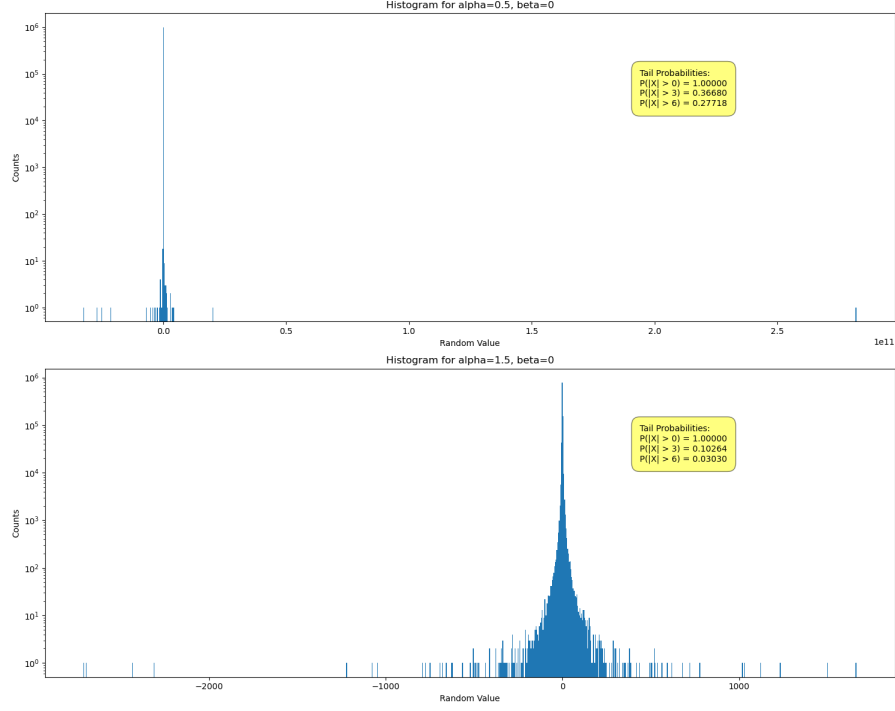 Histogram for alpha=0.5, beta=0
10^6
10^5
10^4
10^3
10^2
10^1
10^0
Counts
Tail Probabilities:
P(|X| > 0) = 1.00000
P(|X| > 3) = 0.36680
P(|X| > 6) = 0.27718
0.0 0.5 1.0 1.5 2.0 2.5
1e11
Random Value
Histogram for alpha=1.5, beta=0
10^6
10^5
10^4
10^3
10^2
10^1
10^0
Counts
Tail Probabilities:
P(|X| > 0) = 1.00000
P(|X| > 3) = 0.10264
P(|X| > 6) = 0.03030
−2000 −1000 0 1000
Random Value